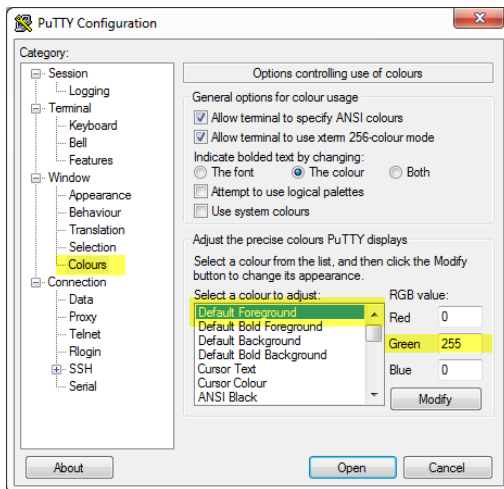 PuTTY Configuration
Category:
Session
Logging
Terminal
Keyboard
Bell
Features
Window
Appearance
Behaviour
Translation
Selection
Colours
Connection
Data
Proxy
Telnet
Rlogin
SSH
Serial
Options controlling use of colours
General options for colour usage
Allow terminal to specify ANSI colours
Allow terminal to use xterm 256-colour mode
Indicate bolded text by changing:
The font The colour Both
Attempt to use logical palettes
Use system colours
Adjust the precise colours PuTTY displays
Select a colour from the list, and then click the Modify
button to change its appearance.
Select a colour to adjust: RGB value:
Default Foreground
Default Bold Foreground
Default Background
Default Bold Background
Cursor Text
Cursor Colour
ANSI Black
Red 0
Green 255
Blue 0
Modify
About Open Cancel